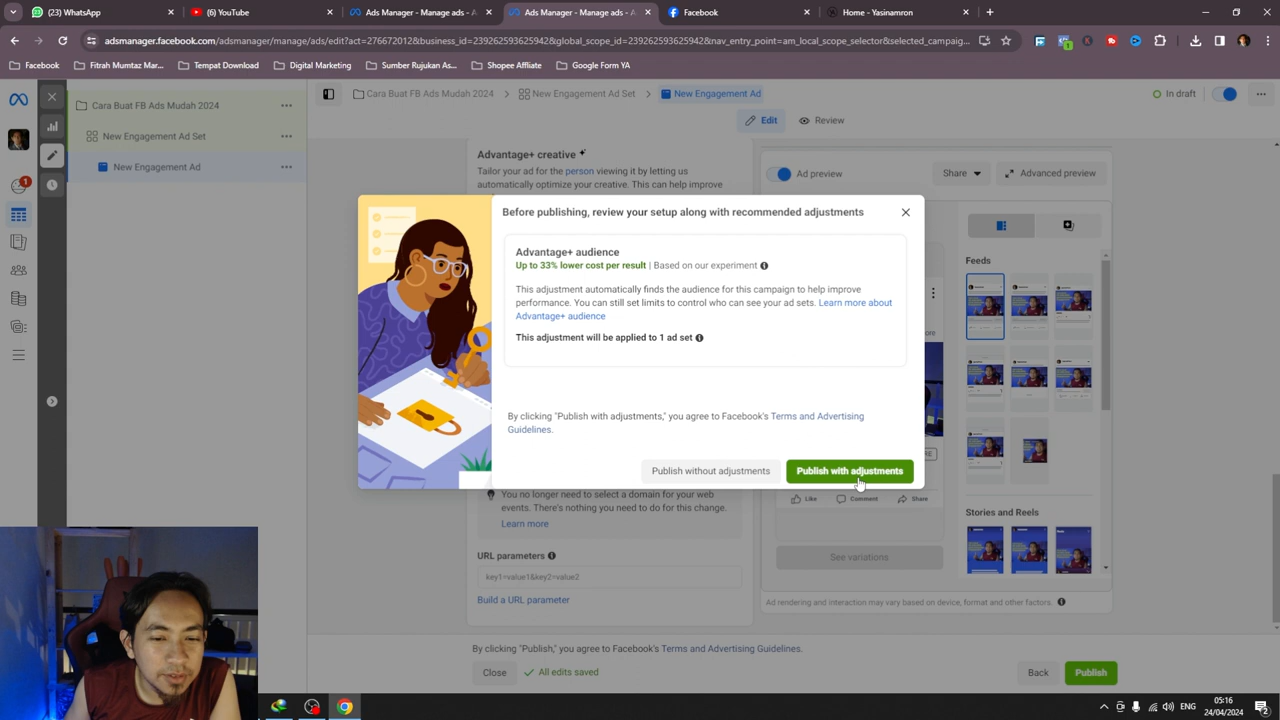 (23) WhatsApp
(6) YouTube
Ads Manager - Manage ads -
Ads Manager - Manage ads - A
Facebook
Home - Yasinamron
adsmanager.facebook.com/adsmanager/manage/ads/edit?act=276672012&business_id=239262593625942&global_scope_id=239262593625942&nav_entry_point=am_local_scope_selector&selected_campaign...
Facebook
Fitrah Mumtaz Mar...
Tempat Download
Digital Marketing
Sumber Rujukan As...
Shopee Affliate
Google Form YA
Cara Buat FB Ads Mudah 2024
New Engagement Ad Set
New Engagement Ad
Cara Buat FB Ads Mudah 2024
New Engagement Ad Set
New Engagement Ad
In draft
Edit
Review
1
Advantage+ creative
Tailor your ad for the person viewing it by letting us
automatically optimize your creative. This can help improve
Ad preview
Share
Advanced preview
Before publishing, review your setup along with recommended adjustments
Advantage+ audience
Up to 33% lower cost per result | Based on our experiment
This adjustment automatically finds the audience for this campaign to help improve
performance. You can still set limits to control who can see your ad sets. Learn more about
Advantage+ audience
This adjustment will be applied to 1 ad set
By clicking "Publish with adjustments," you agree to Facebook's Terms and Advertising
Guidelines.
Publish without adjustments
Publish with adjustments
Feeds
Stories and Reels
Like
Comment
Share
See variations
You no longer need to select a domain for your web
events. There's nothing you need to do for this change.
Learn more
URL parameters
key1=value1&key2=value2
Build a URL parameter
Ad rendering and interaction may vary based on device, format and other factors.
By clicking "Publish," you agree to Facebook's Terms and Advertising Guidelines.
Close
All edits saved
Back
Publish
ENG
05:16
24/04/2024
2